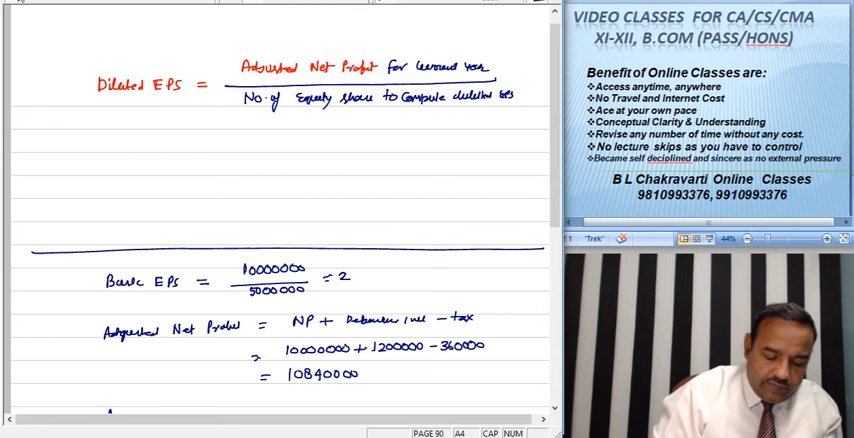 Adjusted Net Profit for current year
Diluted EPS =
No. of Equity share to Compute diluted EPS
Basic EPS = 10000000 = 2
5000000
Adjusted Net Profit = NP + Debenture - tax
= 10000000 + 1200000 - 360000
= 10840000
PAGE 90 A4 CAP NUM
VIDEO CLASSES FOR CA/CS/CMA
XI-XII, B.COM (PASS/HONS)
Benefit of Online Classes are:
❖Access anytime, anywhere
❖No Travel and Internet Cost
❖Ace at your own pace
❖Conceptual Clarity & Understanding
❖Revise any number of time without any cost.
❖No lecture skips as you have to control
❖Became self deciplined and sincere as no external pressure
B L Chakravarti Online Classes
9810993376, 9910993376
f 1 "Trek" 44%